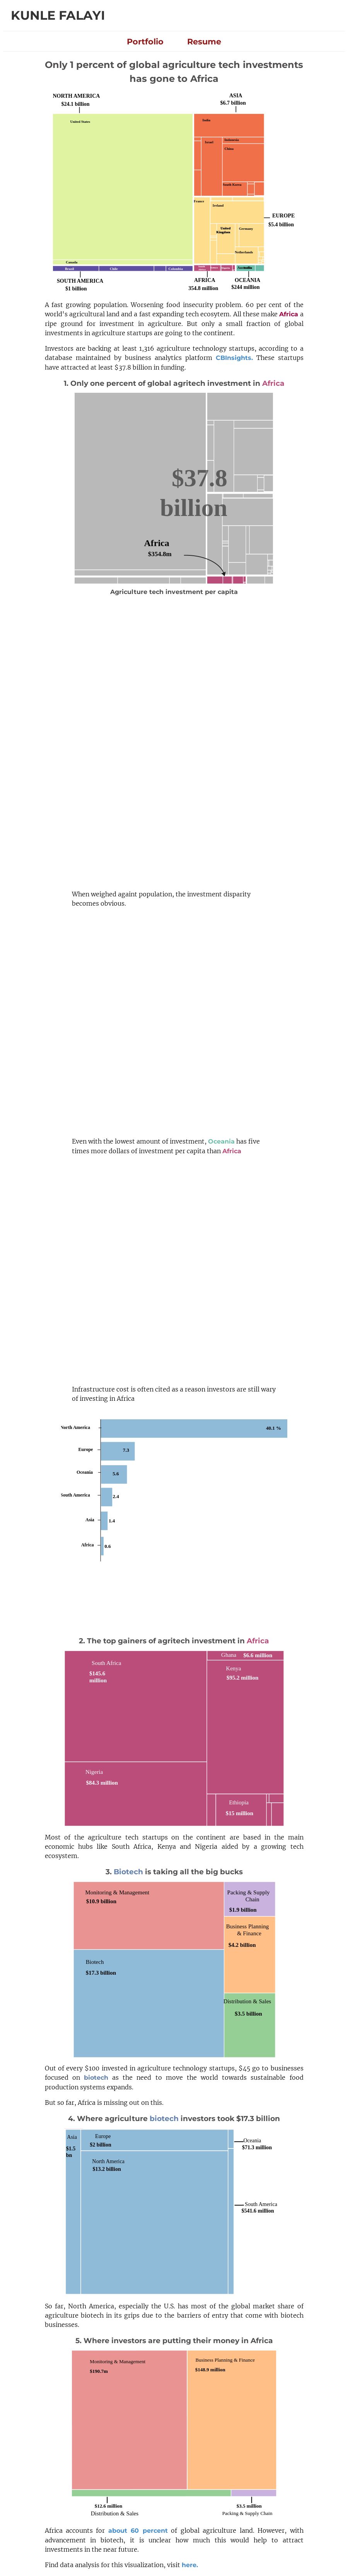 KUNLE FALAYI
Portfolio Resume
Only 1 percent of global agriculture tech investments
has gone to Africa
NORTH AMERICA
$24.1 billion
ASIA
$6.7 billion
United States
India
Israel
Indonesia
China
South Korea
France
Ireland
United
Kingdom
Germany
Netherlands
EUROPE
$5.4 billion
Canada
Brazil
Chile
Colombia
Australia
SOUTH AMERICA
$1 billion
AFRICA
354.8 million
OCEANIA
$244 million
A fast growing population. Worsening food insecurity problem. 60 per cent of the
world's agricultural land and a fast expanding tech ecosystem. All these make Africa a
ripe ground for investment in agriculture. But only a small fraction of global
investments in agriculture startups are going to the continent.
Investors are backing at least 1,316 agriculture technology startups, according to a
database maintained by business analytics platform CBInsights. These startups
have attracted at least $37.8 billion in funding.
1. Only one percent of global agritech investment in Africa
$37.8
billion
Africa
$354.8m
Agriculture tech investment per capita
When weighed againt population, the investment disparity
becomes obvious.
Even with the lowest amount of investment, Oceania has five
times more dollars of investment per capita than Africa
Infrastructure cost is often cited as a reason investors are still wary
of investing in Africa
North America
Europe 7.3
Oceania 5.6
South America 2.4
Asia 1.4
Africa 0.6
2. The top gainers of agritech investment in Africa
South Africa
$145.6
million
Ghana $6.6 million
Kenya
$95.2 million
Nigeria
$84.3 million
Ethiopia
$15 million
Most of the agriculture tech startups on the continent are based in the main
economic hubs like South Africa, Kenya and Nigeria aided by a growing tech
ecosystem.
3. Biotech is taking all the big bucks
Monitoring & Management
$10.9 billion
Packing & Supply
Chain
$1.9 billion
Business Planning
& Finance
$4.2 billion
Biotech
$17.3 billion
Distribution & Sales
$3.5 billion
Out of every $100 invested in agriculture technology startups, $45 go to businesses
focused on biotech as the need to move the world towards sustainable food
production systems expands.
But so far, Africa is missing out on this.
4. Where agriculture biotech investors took $17.3 billion
Asia
$1.5
bn
Europe
$2 billion
North America
$13.2 billion
Oceania
$71.3 million
South America
$541.6 million
So far, North America, especially the U.S. has most of the global market share of
agriculture biotech in its grips due to the barriers of entry that come with biotech
businesses.
5. Where investors are putting their money in Africa
Monitoring & Management
$190.7m
Business Planning & Finance
$148.9 million
$12.6 million
Distribution & Sales
$3.5 million
Packing & Supply Chain
Africa accounts for about 60 percent of global agriculture land. However, with
advancement in biotech, it is unclear how much this would help to attract
investments in the near future.
Find data analysis for this visualization, visit here.